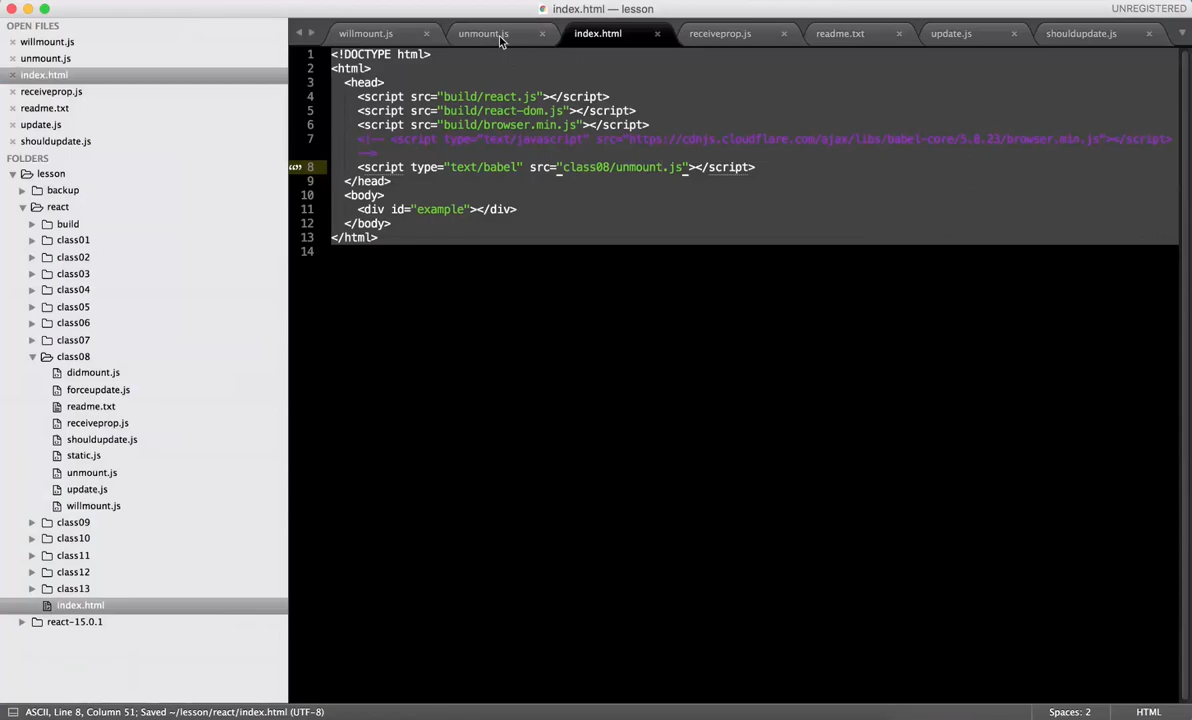 index.html — lesson
UNREGISTERED
OPEN FILES
willmount.js
unmount.js
index.html
receiveprop.js
readme.txt
update.js
shouldupdate.js
FOLDERS
lesson
backup
react
build
class01
class02
class03
class04
class05
class06
class07
class08
didmount.js
forceupdate.js
readme.txt
receiveprop.js
shouldupdate.js
static.js
unmount.js
update.js
willmount.js
class09
class10
class11
class12
class13
index.html
react-15.0.1
willmount.js
unmount.js
index.html
receiveprop.js
readme.txt
update.js
shouldupdate.js
1 <!DOCTYPE html>
2 <html>
3 <head>
4 <script src="build/react.js"></script>
5 <script src="build/react-dom.js"></script>
6 <script src="build/browser.min.js"></script>
7 <!-- <script type="text/javascript" src="https://cdnjs.cloudflare.com/ajax/libs/babel-core/5.8.23/browser.min.js"></script>
-->
8 <script type="text/babel" src="class08/unmount.js"></script>
9 </head>
10 <body>
11 <div id="example"></div>
12 </body>
13 </html>
14
ASCII, Line 8, Column 51; Saved ~/lesson/react/index.html (UTF-8)
Spaces: 2
HTML